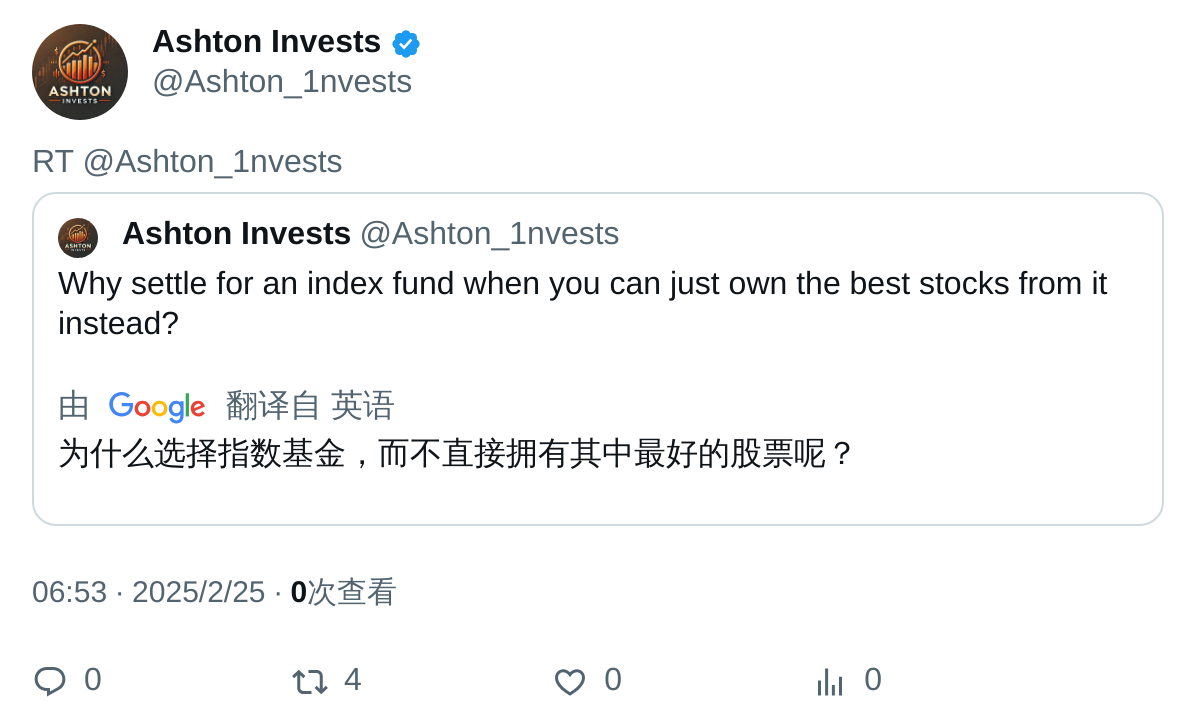 Ashton Invests
@Ashton_1nvests
ASHTON
INVESTS
RT @Ashton_1nvests
Ashton Invests @Ashton_1nvests
ASHTON
Why settle for an index fund when you can just own the best stocks from it
instead?
由 Google 翻译自 英语
为什么选择指数基金，而不直接拥有其中最好的股票呢？
06:53 · 2025/2/25 · 0次查看
0 4 0 0